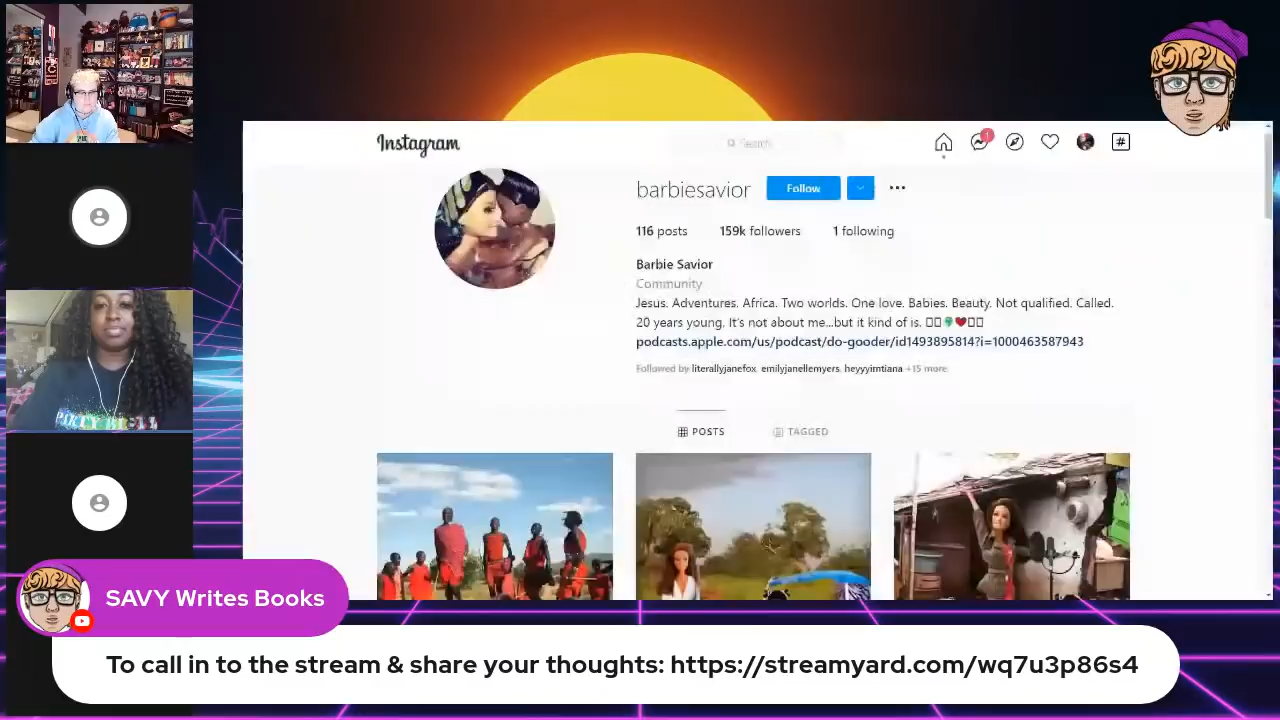 Instagram
Search
1
#
barbiesavior
Follow
116 posts 159k followers 1 following
Barbie Savior
Community
Jesus. Adventures. Africa. Two worlds. One love. Babies. Beauty. Not qualified. Called.
20 years young. It's not about me...but it kind of is.
podcasts.apple.com/us/podcast/do-gooder/id1493895814?i=1000463587943
Followed by literallyjanefox, emilyjanellemyers, heyyyimtiana +15 more
POSTS TAGGED
SAVY Writes Books
To call in to the stream & share your thoughts: https://streamyard.com/wq7u3p86s4